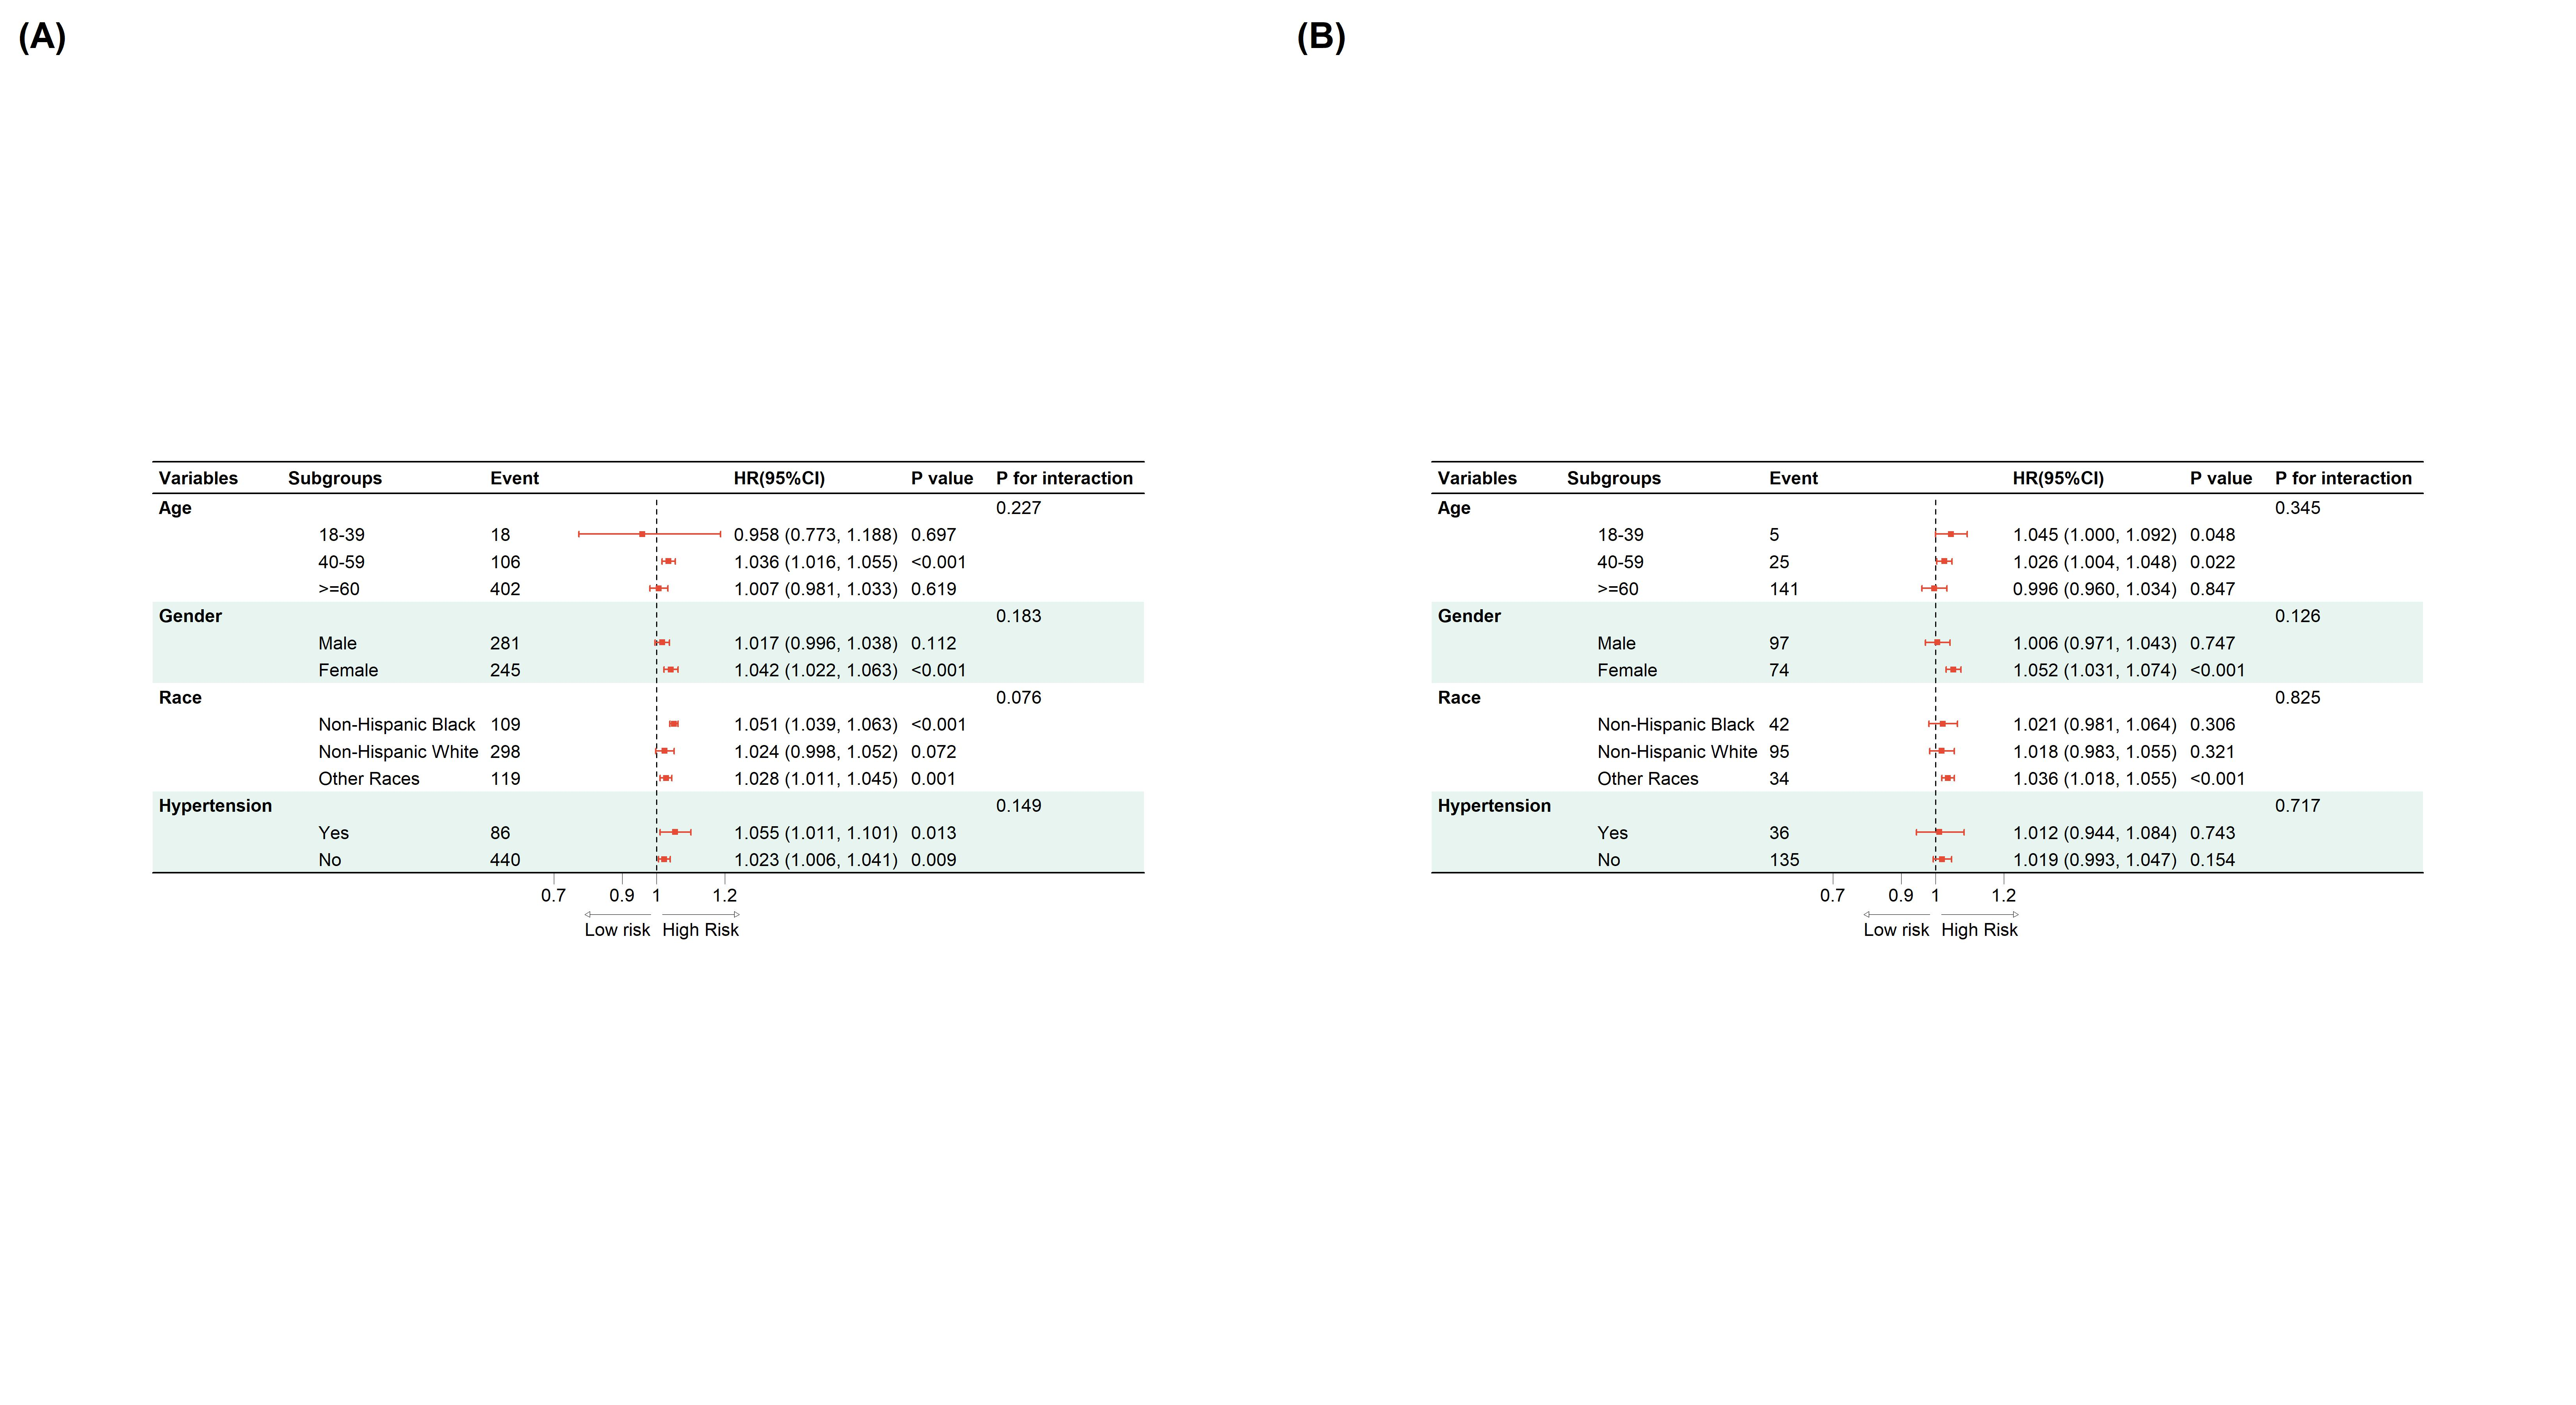 (A)
Variables Subgroups Event HR(95%CI) P value P for interaction
Age 0.227
18-39 18 0.958 (0.773, 1.188) 0.697
40-59 106 1.036 (1.016, 1.055) <0.001
>=60 402 1.007 (0.981, 1.033) 0.619
Gender 0.183
Male 281 1.017 (0.996, 1.038) 0.112
Female 245 1.042 (1.022, 1.063) <0.001
Race 0.076
Non-Hispanic Black 109 1.051 (1.039, 1.063) <0.001
Non-Hispanic White 298 1.024 (0.998, 1.052) 0.072
Other Races 119 1.028 (1.011, 1.045) 0.001
Hypertension 0.149
Yes 86 1.055 (1.011, 1.101) 0.013
No 440 1.023 (1.006, 1.041) 0.009
0.7 0.9 1 1.2
Low risk High Risk
(B)
Variables Subgroups Event HR(95%CI) P value P for interaction
Age 0.345
18-39 5 1.045 (1.000, 1.092) 0.048
40-59 25 1.026 (1.004, 1.048) 0.022
>=60 141 0.996 (0.960, 1.034) 0.847
Gender 0.126
Male 97 1.006 (0.971, 1.043) 0.747
Female 74 1.052 (1.031, 1.074) <0.001
Race 0.825
Non-Hispanic Black 42 1.021 (0.981, 1.064) 0.306
Non-Hispanic White 95 1.018 (0.983, 1.055) 0.321
Other Races 34 1.036 (1.018, 1.055) <0.001
Hypertension 0.717
Yes 36 1.012 (0.944, 1.084) 0.743
No 135 1.019 (0.993, 1.047) 0.154
0.7 0.9 1 1.2
Low risk High Risk